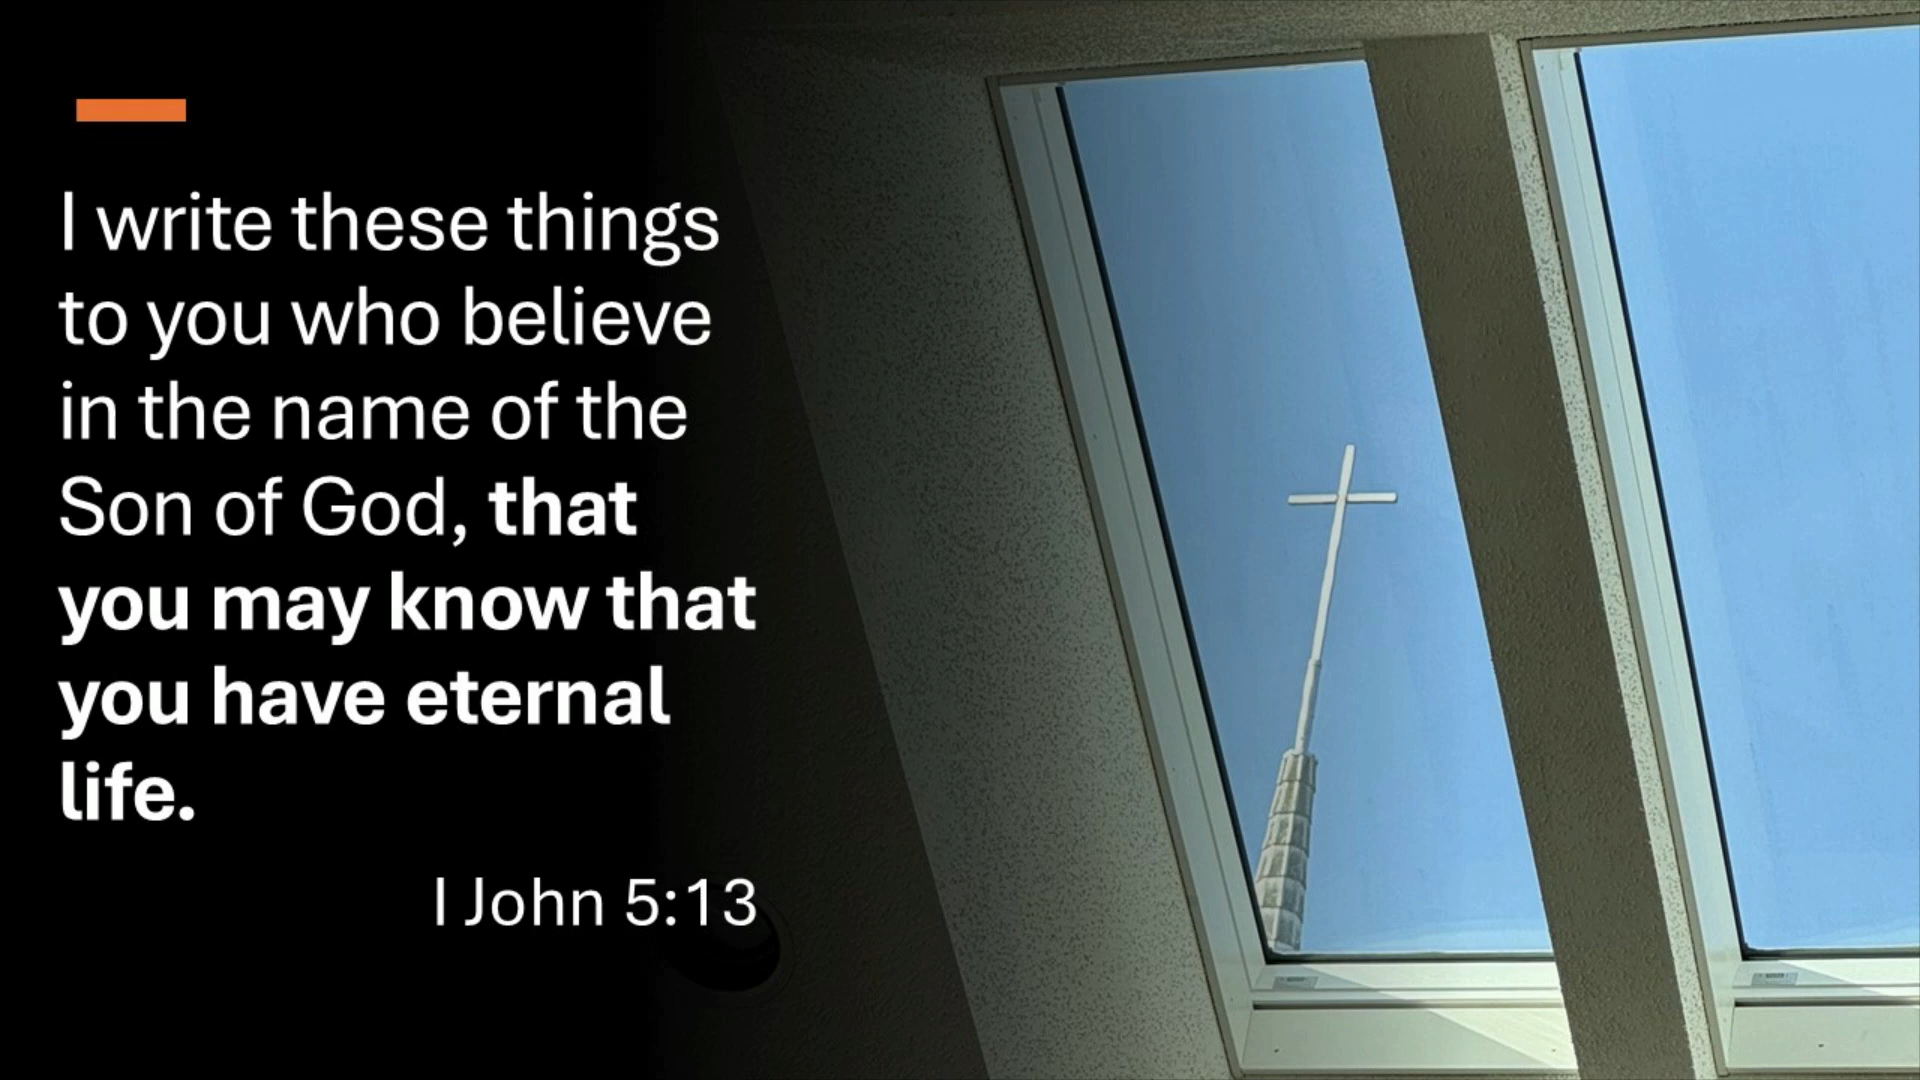 I write these things
to you who believe
in the name of the
Son of God, that
you may know that
you have eternal
life.
I John 5:13